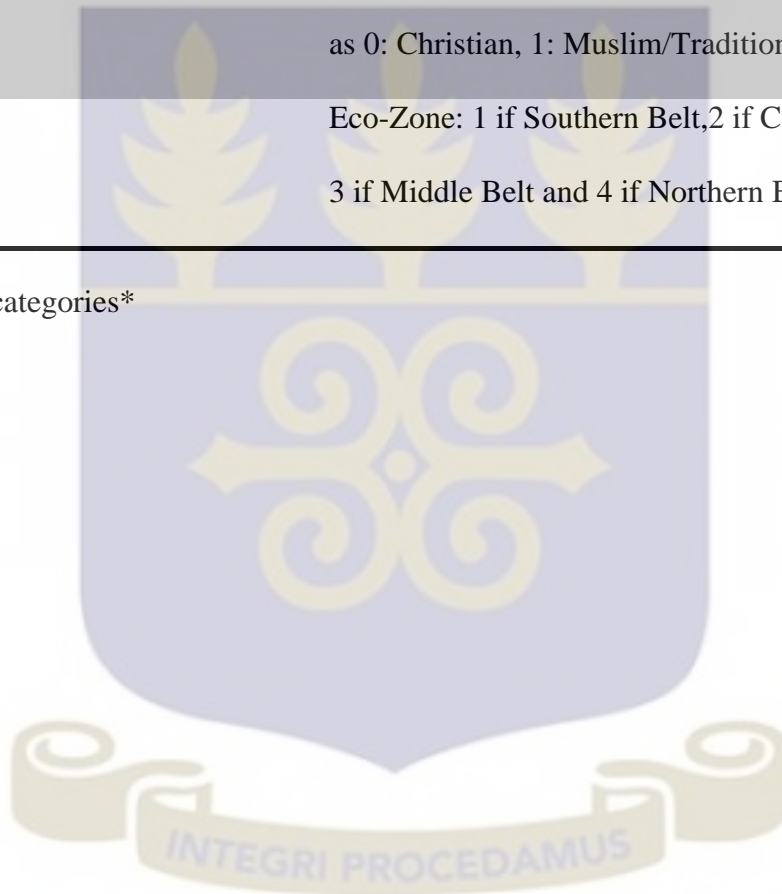 as 0: Christian, 1: Muslim/Tradition
Eco-Zone: 1 if Southern Belt,2 if C
3 if Middle Belt and 4 if Northern
categories*
INTEGRI PROCEDAMUS